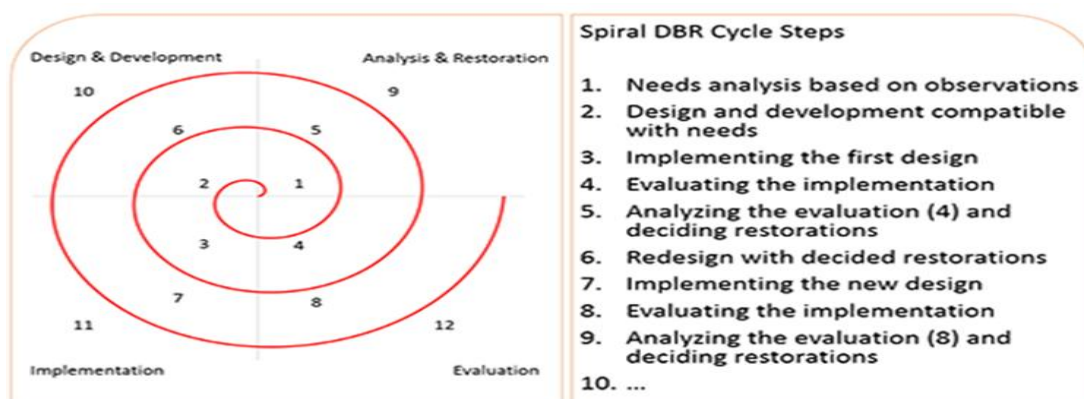 Design & Development
Analysis & Restoration
10
9
6
5
2
1
3
4
7
8
11
12
Implementation
Evaluation
Spiral DBR Cycle Steps
1. Needs analysis based on observations
2. Design and development compatible
with needs
3. Implementing the first design
4. Evaluating the implementation
5. Analyzing the evaluation (4) and
deciding restorations
6. Redesign with decided restorations
7. Implementing the new design
8. Evaluating the implementation
9. Analyzing the evaluation (8) and
deciding restorations
10. ...